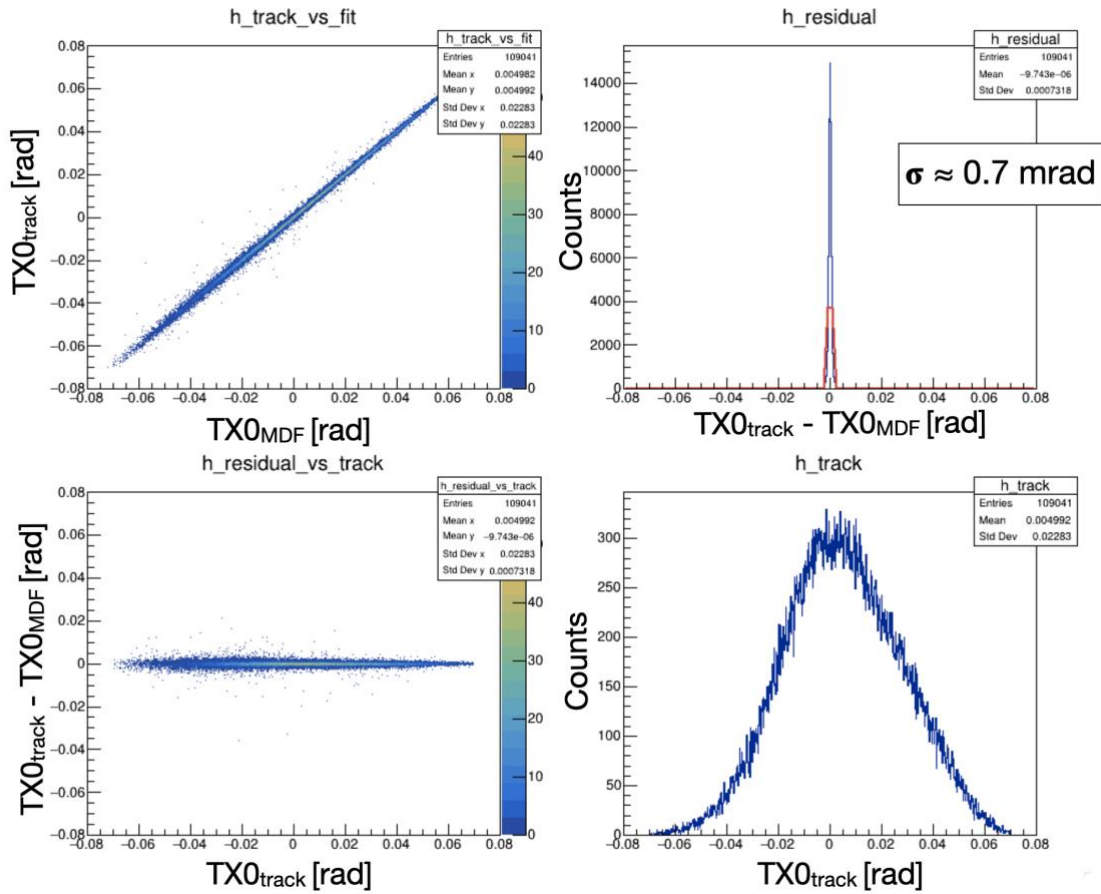 h_track_vs_fit
h_track_vs_fit
Entries 109041
Mean x 0.004982
Mean y 0.004992
Std Dev x 0.02283
Std Dev y 0.02283
0.08
0.06
0.04
0.02
0
−0.02
−0.04
−0.06
−0.08
TX0track [rad]
40
30
20
10
0
−0.08 −0.06 −0.04 −0.02 0 0.02 0.04 0.06 0.08
TX0MDF [rad]
h_residual
h_residual
Entries 109041
Mean −9.743e−06
Std Dev 0.0007318
σ ≈ 0.7 mrad
14000
12000
10000
8000
6000
4000
2000
0
Counts
−0.08 −0.06 −0.04 −0.02 0 0.02 0.04 0.06 0.08
TX0track - TX0MDF [rad]
h_residual_vs_track
h_residual_vs_track
Entries 109041
Mean x 0.004992
Mean y −9.743e−06
Std Dev x 0.02283
Std Dev y 0.0007318
0.08
0.06
0.04
0.02
0
−0.02
−0.04
−0.06
−0.08
TX0track - TX0MDF [rad]
40
30
20
10
0
−0.08 −0.06 −0.04 −0.02 0 0.02 0.04 0.06 0.08
TX0track [rad]
h_track
h_track
Entries 109041
Mean 0.004992
Std Dev 0.02283
300
250
200
150
100
50
0
Counts
−0.08 −0.06 −0.04 −0.02 0 0.02 0.04 0.06 0.08
TX0track [rad]